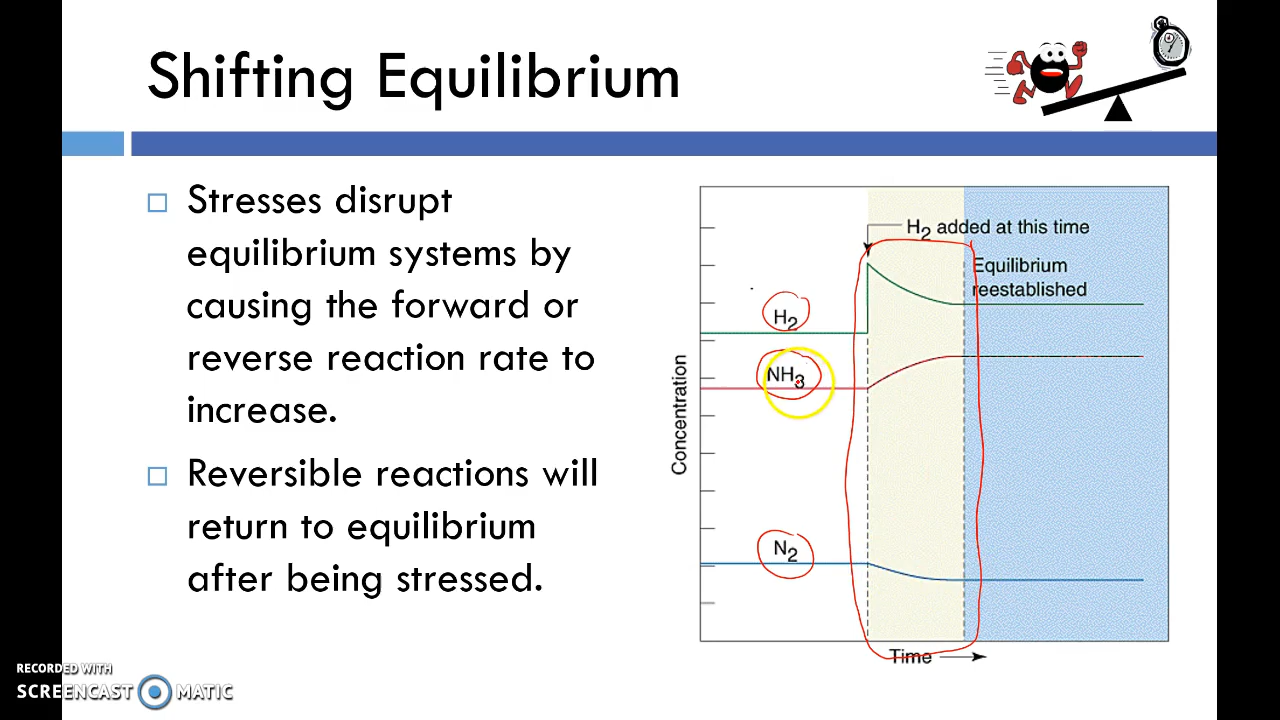 Shifting Equilibrium
Stresses disrupt
equilibrium systems by
causing the forward or
reverse reaction rate to
increase.
Reversible reactions will
return to equilibrium
after being stressed.
H2 added at this time
Equilibrium
reestablished
H2
NH3
N2
Concentration
Time
RECORDED WITH
SCREENCAST MATIC